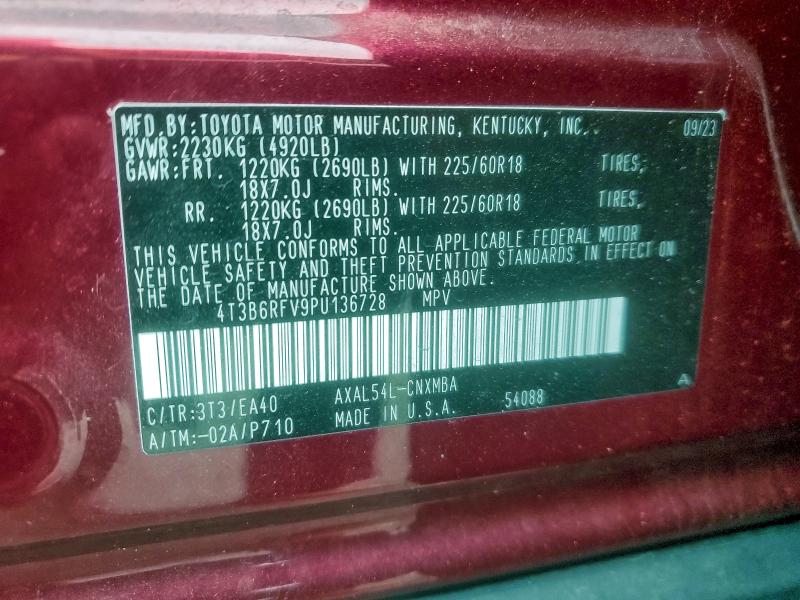 MFD.BY:TOYOTA MOTOR MANUFACTURING, KENTUCKY, INC. 09/23
GVWR:2230KG (4920LB)
GAWR:FRT. 1220KG (2690LB) WITH 225/60R18 TIRES,
18X7.0J RIMS.
RR. 1220KG (2690LB) WITH 225/60R18 TIRES,
18X7.0J RIMS.
THIS VEHICLE CONFORMS TO ALL APPLICABLE FEDERAL MOTOR
VEHICLE SAFETY AND THEFT PREVENTION STANDARDS IN EFFECT ON
THE DATE OF MANUFACTURE SHOWN ABOVE.
4T3B6RFV9PU136728 MPV
C/TR:3T3/EA40 AXAL54L-CNXMBA
A/TM:-02A/P710 MADE IN U.S.A. 54088 A